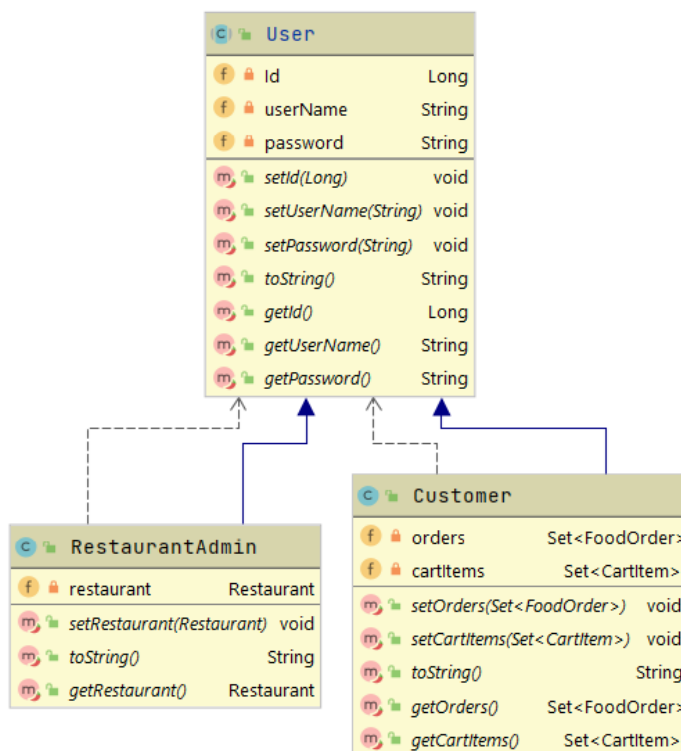 User
Id Long
userName String
password String
setId(Long) void
setUserName(String) void
setPassword(String) void
toString() String
getId() Long
getUserName() String
getPassword() String
RestaurantAdmin
restaurant Restaurant
setRestaurant(Restaurant) void
toString() String
getRestaurant() Restaurant
Customer
orders Set<FoodOrder>
cartItems Set<CartItem>
setOrders(Set<FoodOrder>) void
setCartItems(Set<CartItem>) void
toString() String
getOrders() Set<FoodOrder>
getCartItems() Set<CartItem>